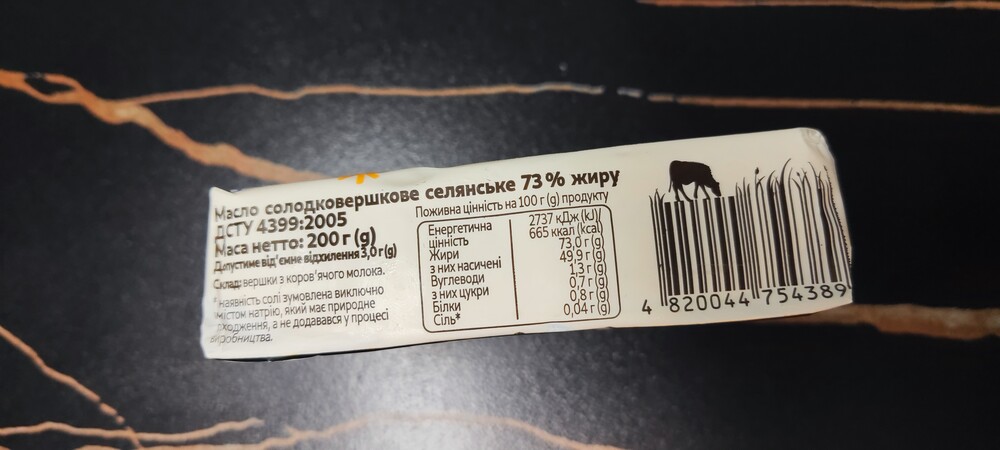 Масло солодковершкове селянське 73 % жиру
ДСТУ 4399:2005
Маса нетто: 200 г (g)
Допустиме від'ємне відхилення 3,0 г (g)
Склад: вершки з коров'ячого молока.
*наявність солі зумовлена виключно
вмістом натрію, який має природне
походження, а не додавався у процесі
виробництва.
Поживна цінність на 100 г (g) продукту
Енергетична 2737 кДж (kJ)/
цінність 665 ккал (kcal)
Жири 73,0 г (g)
з них насичені 49,9 г (g)
Вуглеводи 1,3 г (g)
з них цукри 0,7 г (g)
Білки 0,8 г (g)
Сіль* 0,04 г (g)
4 820044 754389